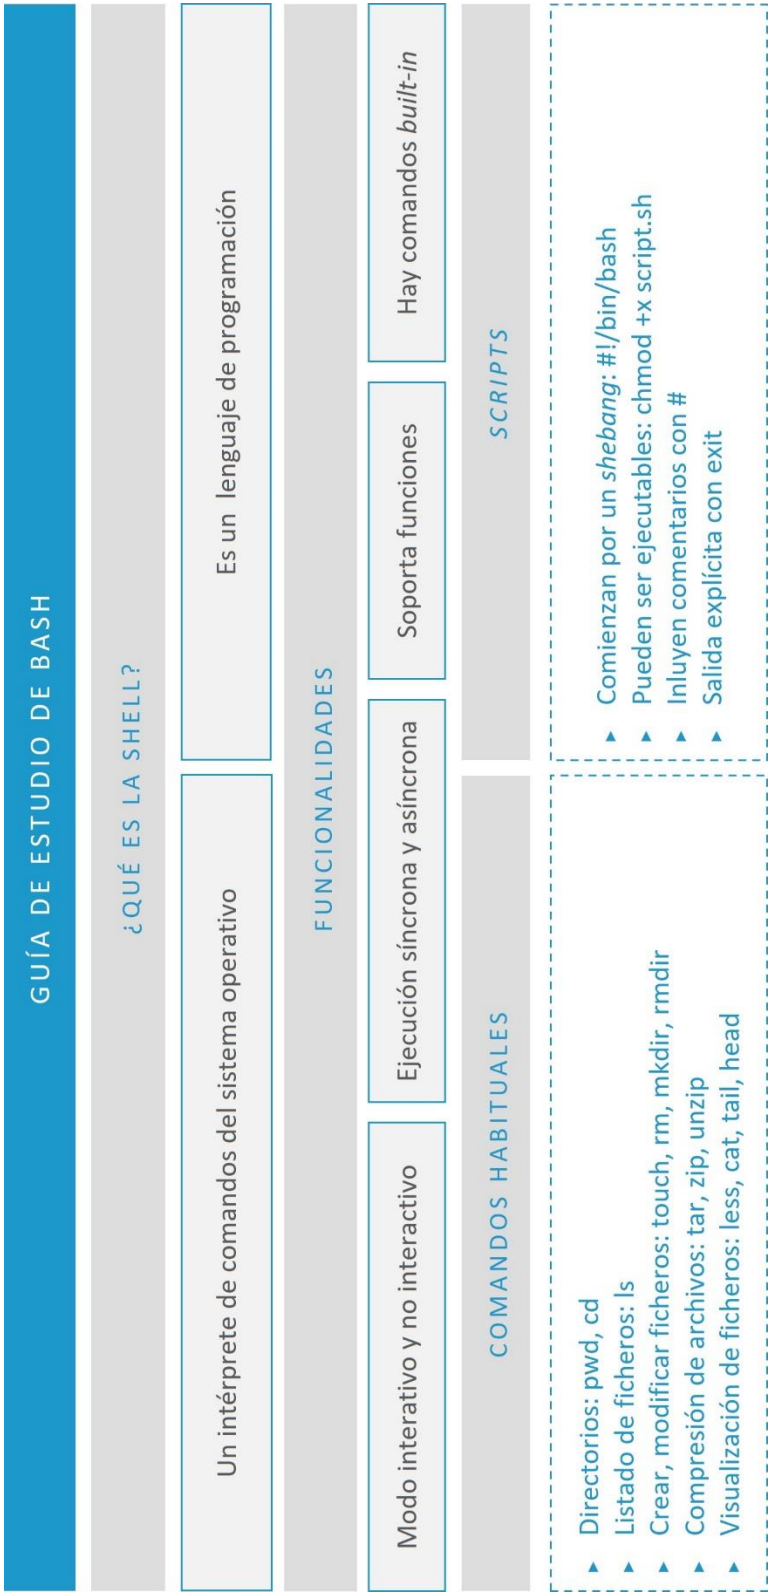 GUÍA DE ESTUDIO DE BASH
¿QUÉ ES LA SHELL?
Un intérprete de comandos del sistema operativo
Es un lenguaje de programación
FUNCIONALIDADES
Modo interativo y no interactivo
Ejecución síncrona y asíncrona
Soporta funciones
Hay comandos built-in
COMANDOS HABITUALES
▸ Directorios: pwd, cd
▸ Listado de ficheros: ls
▸ Crear, modificar ficheros: touch, rm, mkdir, rmdir
▸ Compresión de archivos: tar, zip, unzip
▸ Visualización de ficheros: less, cat, tail, head
SCRIPTS
▸ Comienzan por un shebang: #!/bin/bash
▸ Pueden ser ejecutables: chmod +x script.sh
▸ Inluyen comentarios con #
▸ Salida explícita con exit